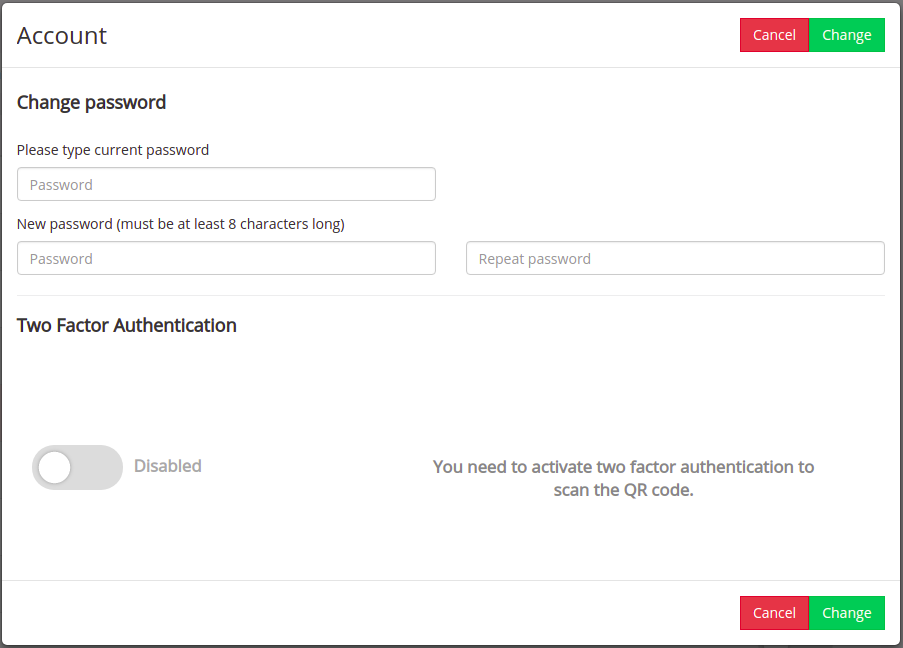 Account
Cancel Change
Change password
Please type current password
Password
New password (must be at least 8 characters long)
Password Repeat password
Two Factor Authentication
Disabled
You need to activate two factor authentication to
scan the QR code.
Cancel Change